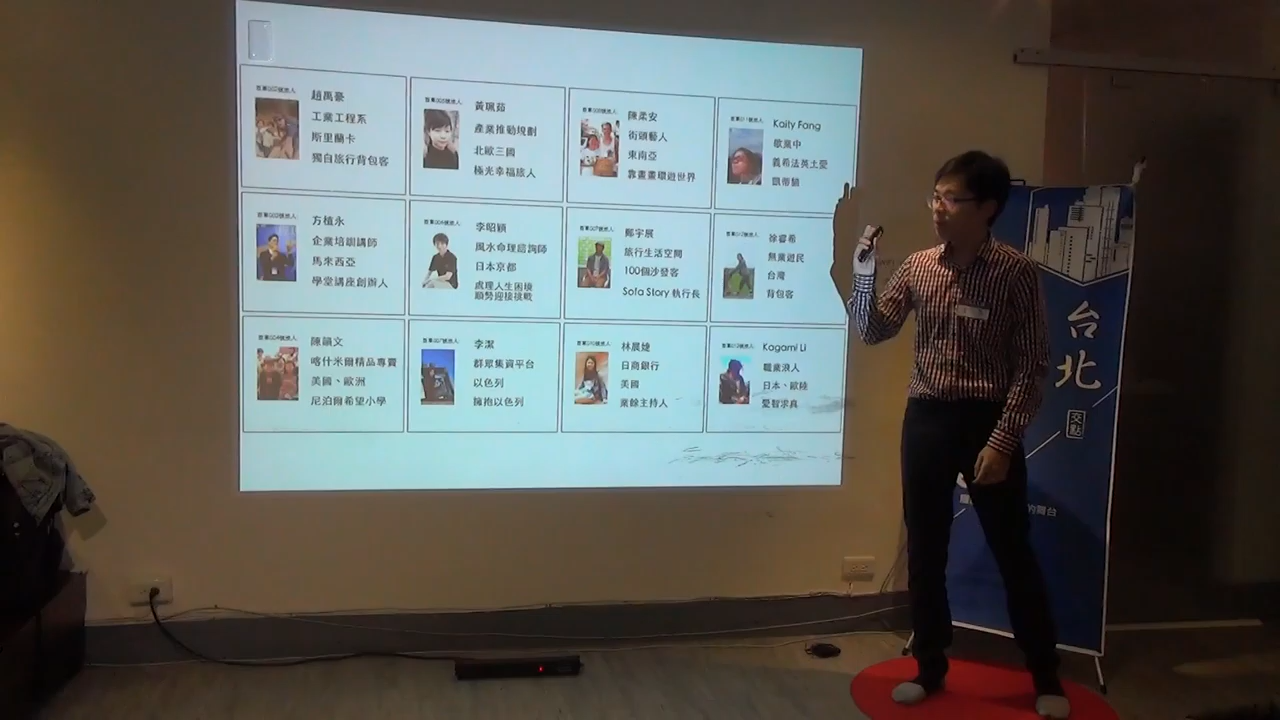 趙禹豪
工業工程系
斯里蘭卡
獨自旅行背包客
黃珮茹
產業推動規劃
北歐三國
極光幸福旅人
陳柔安
街頭藝人
東南亞
靠畫畫環遊世界
Kaity Fang
歇業中
義希法英土愛
凱蒂貓
方植永
企業培訓講師
馬來西亞
學堂講座創辦人
李昭穎
風水命理諮詢師
日本京都
處理人生困境
順勢迎接挑戰
鄭宇展
旅行生活空間
100個沙發客
Sofa Story 執行長
徐睿希
無業遊民
台灣
背包客
陳韻文
喀什米爾精品專賣
美國、歐洲
尼泊爾希望小學
李潔
群眾集資平台
以色列
擁抱以色列
林晨婕
日商銀行
美國
業餘主持人
Kagami Li
職業浪人
日本、歐陸
愛智求真
台北
交點
的舞台